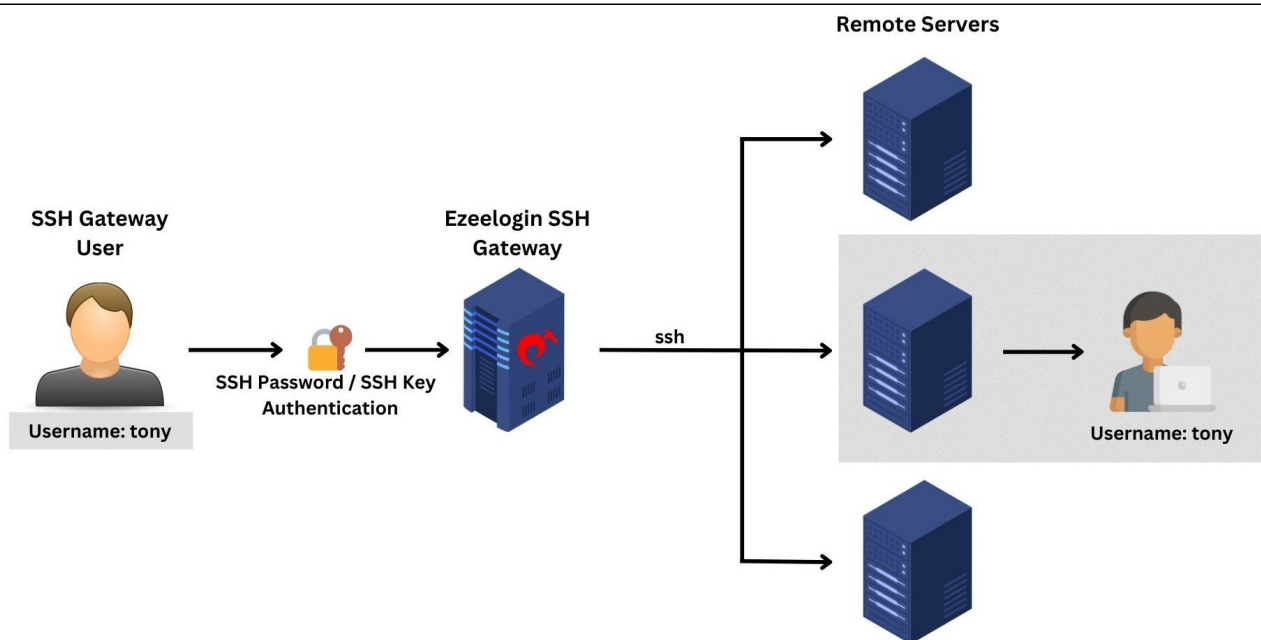 Remote Servers
SSH Gateway
User
Ezeelogin SSH
Gateway
ssh
SSH Password / SSH Key
Authentication
Username: tony
Username: tony